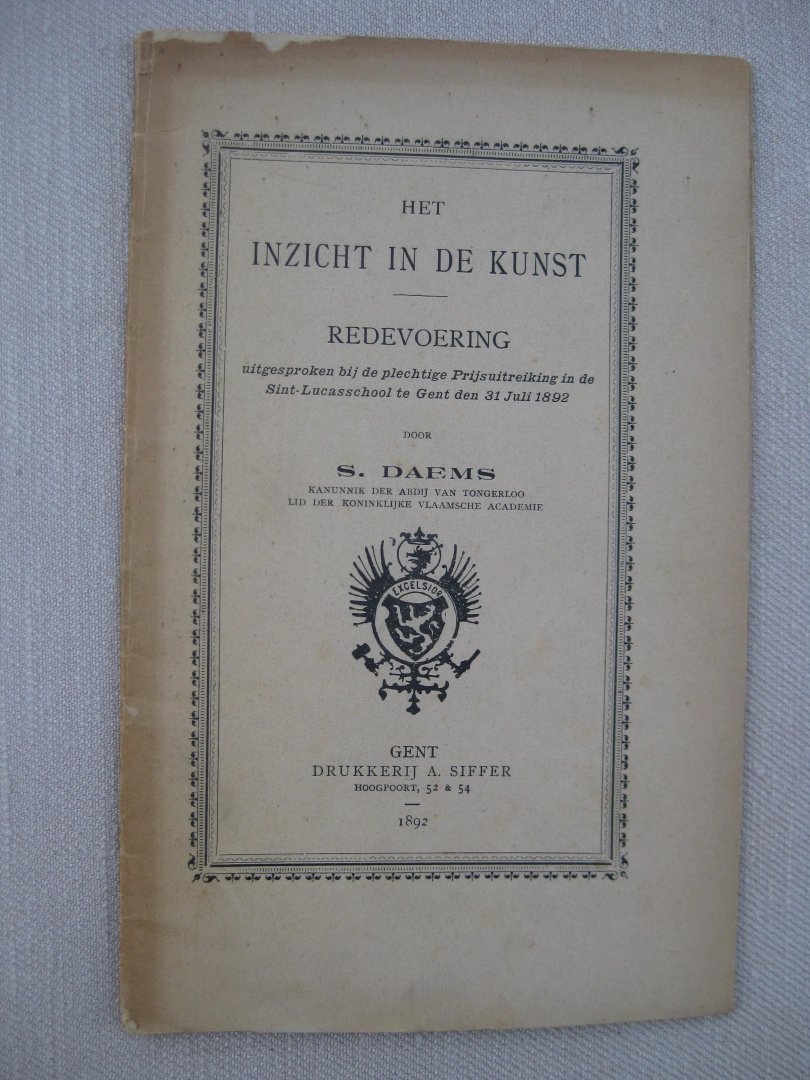 HET
INZICHT IN DE KUNST
REDEVOERING
uitgesproken bij de plechtige Prijsuitreiking in de
Sint-Lucasschool te Gent den 31 Juli 1892
DOOR
S. DAEMS
KANUNNIK DER ABDIJ VAN TONGERLOO
LID DER KONINKLIJKE VLAAMSCHE ACADEMIE
EXCELSIOR
GENT
DRUKKERIJ A. SIFFER
HOOGPOORT, 52 & 54
1892